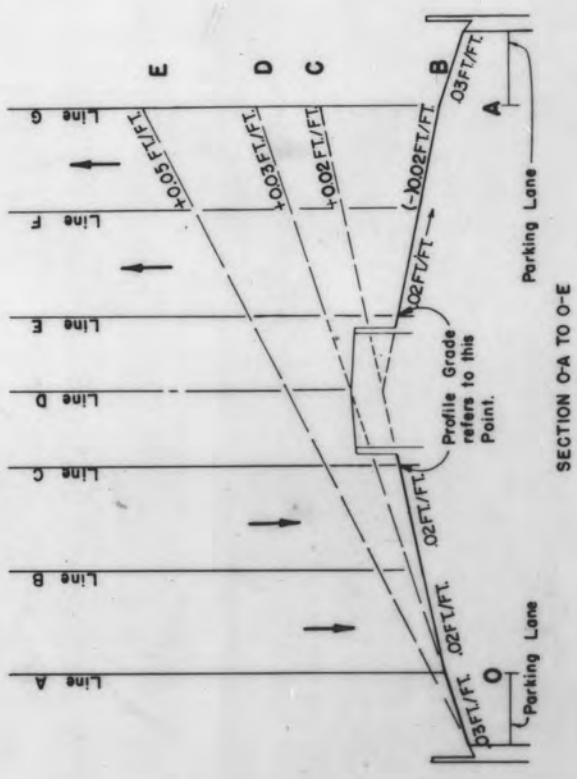 Line A
Line B
Line C
Line D
Line E
Line F
Line G
E
D
C
B
A
O
+0.05 FT/FT.
+0.03 FT/FT.
+0.02 FT/FT.
(-)0.02 FT/FT.
.03 FT/FT.
.02 FT/FT.
.02 FT/FT.
.02 FT/FT.
.03 FT/FT.
Profile Grade
refers to this
Point.
Parking Lane
Parking Lane
SECTION O-A TO O-E